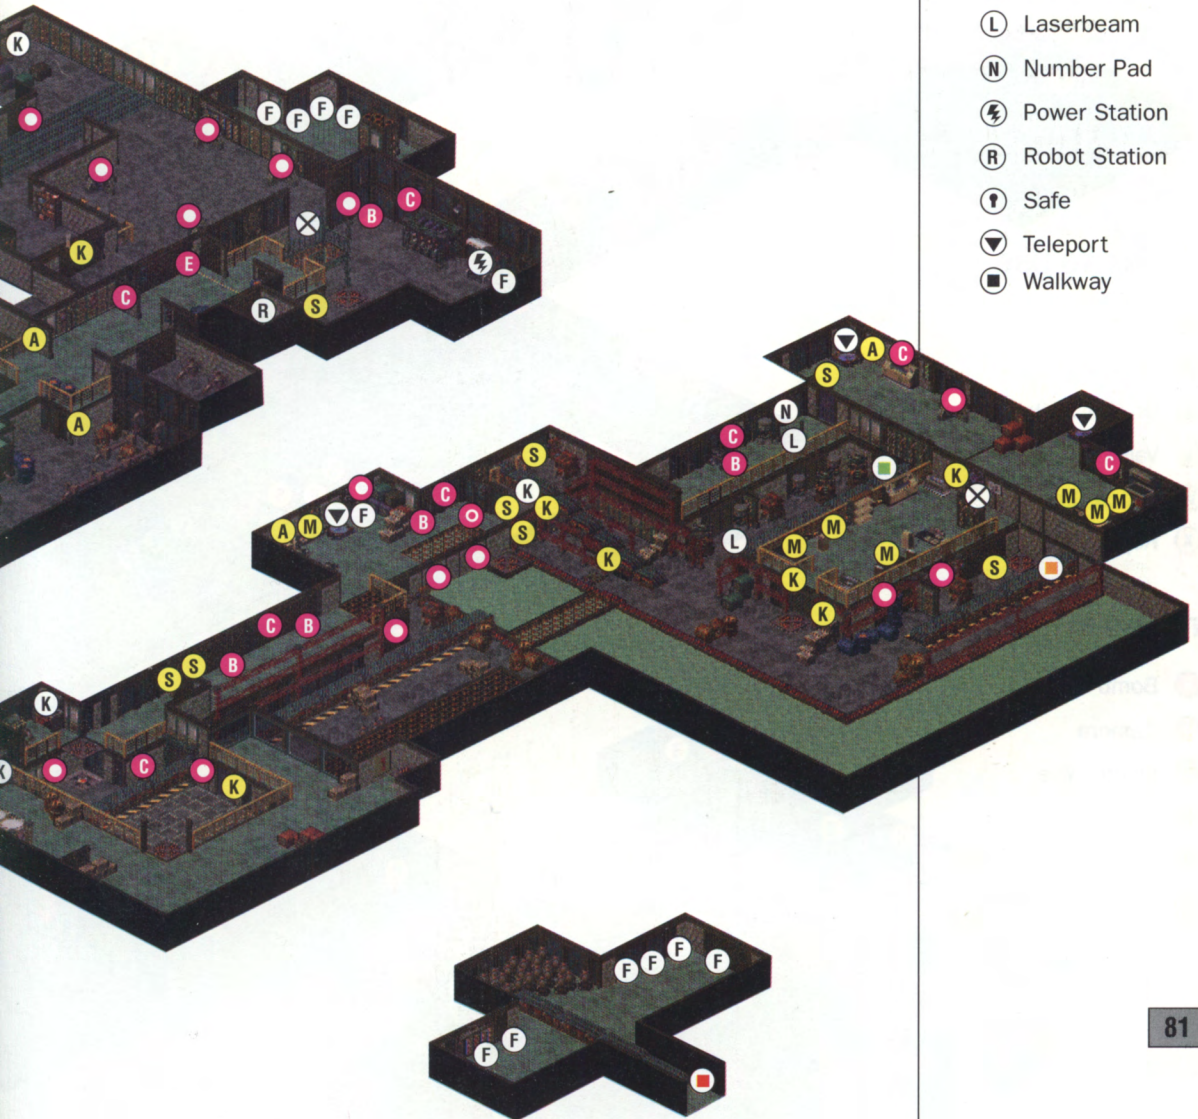 L Laserbeam
N Number Pad
Power Station
R Robot Station
Safe
Teleport
Walkway
K
F F F F
C
B
K
E
F
C
R S
A
A
A C
S
N
C
L
B
S
K
C
K
C
M M M
S K
A M F
B
S
M
L
M
M
K
S
K
K
C B
B
S S
K
C
K
F F F F
F F
81